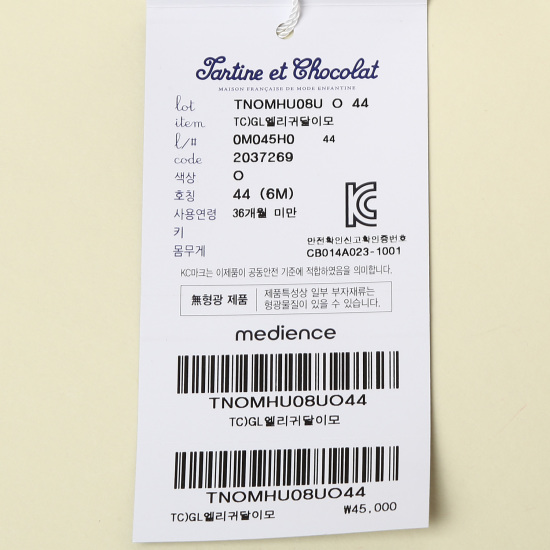 Tartine et Chocolat
MAISON FRANÇAISE DE MODE ENFANTINE
lot TNOMHU08U O 44
item TC)GL엘리귀달이모
l/# 0M045H0 44
code 2037269
색상 O
호칭 44 (6M)
사용연령 36개월 미만
키
몸무게
안전확인신고확인증번호
CB014A023-1001
KC마크는 이제품이 공통안전 기준에 적합하였음을 의미합니다.
無형광 제품
제품특성상 일부 부자재류는
형광물질이 있을 수 있습니다.
medience
TNOMHU08UO44
TC)GL엘리귀달이모
TNOMHU08UO44
TC)GL엘리귀달이모 ₩45,000